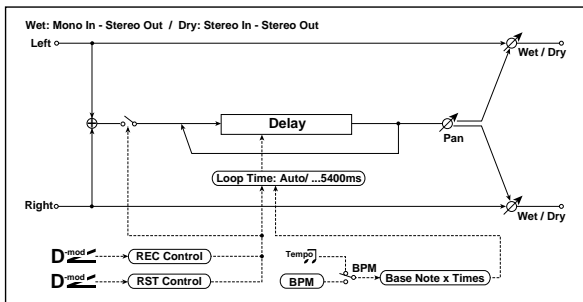 Wet: Mono In - Stereo Out / Dry: Stereo In - Stereo Out
Left
Wet / Dry
Delay
Pan
Loop Time: Auto/ ...5400ms
Right
Wet / Dry
D-mod
REC Control
Tempo
BPM
D-mod
RST Control
BPM
Base Note x Times